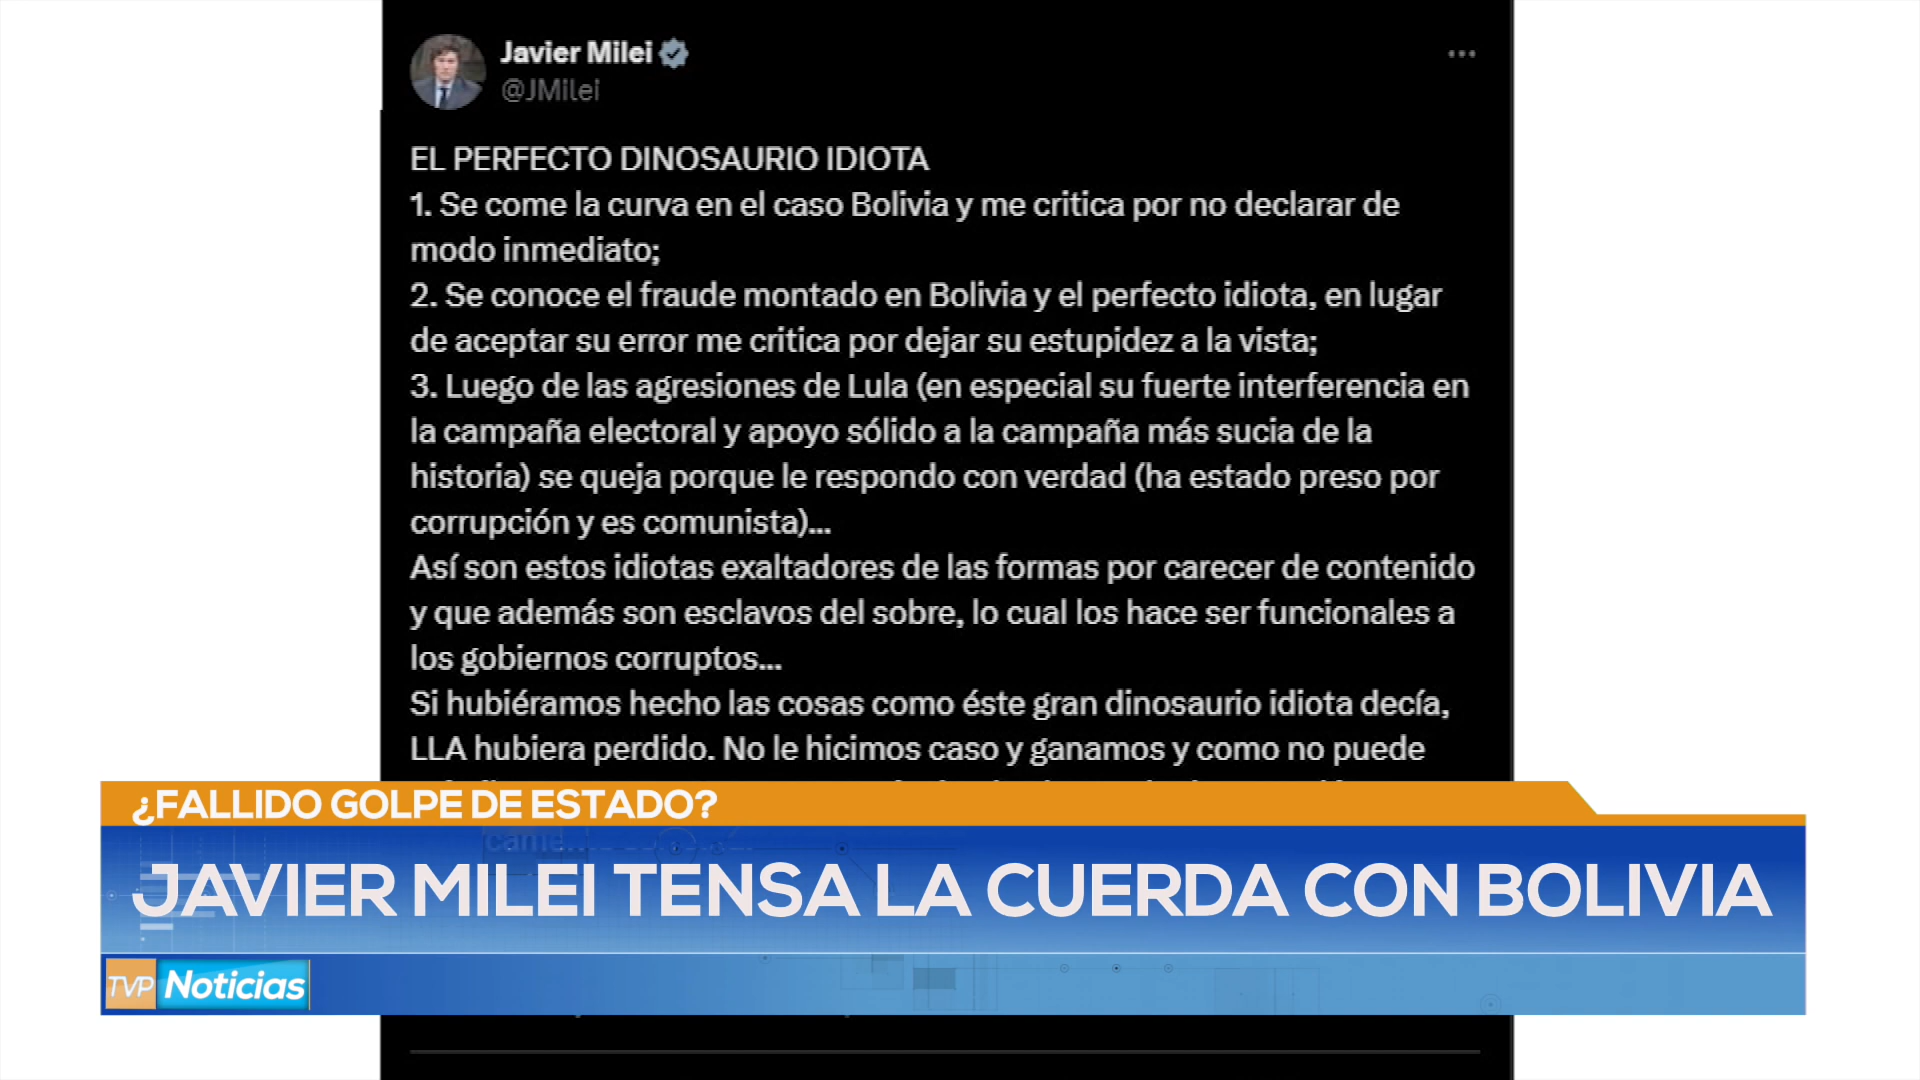 Javier Milei
@JMilei
EL PERFECTO DINOSAURIO IDIOTA
1. Se come la curva en el caso Bolivia y me critica por no declarar de
modo inmediato;
2. Se conoce el fraude montado en Bolivia y el perfecto idiota, en lugar
de aceptar su error me critica por dejar su estupidez a la vista;
3. Luego de las agresiones de Lula (en especial su fuerte interferencia en
la campaña electoral y apoyo sólido a la campaña más sucia de la
historia) se queja porque le respondo con verdad (ha estado preso por
corrupción y es comunista)...
Así son estos idiotas exaltadores de las formas por carecer de contenido
y que además son esclavos del sobre, lo cual los hace ser funcionales a
los gobiernos corruptos...
Si hubiéramos hecho las cosas como éste gran dinosaurio idiota decía,
LLA hubiera perdido. No le hicimos caso y ganamos y como no puede
¿FALLIDO GOLPE DE ESTADO?
JAVIER MILEI TENSA LA CUERDA CON BOLIVIA
TVP Noticias